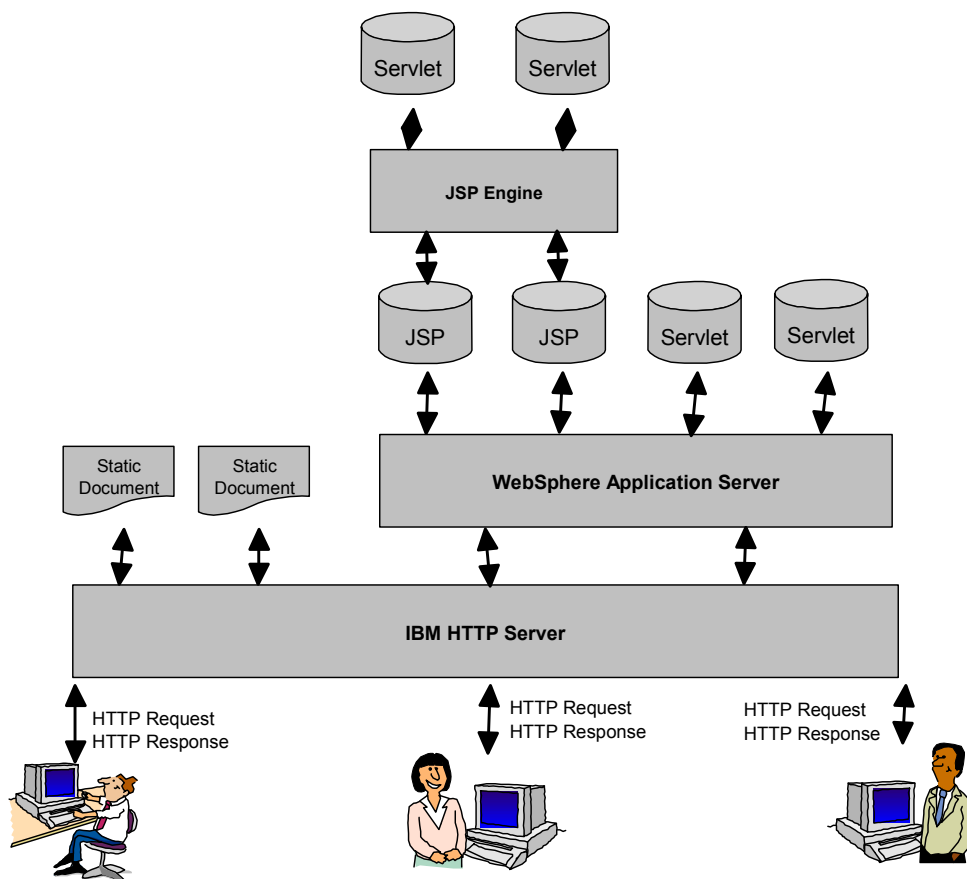 Servlet
Servlet
JSP Engine
JSP
JSP
Servlet
Servlet
Static
Document
Static
Document
WebSphere Application Server
IBM HTTP Server
HTTP Request
HTTP Response
HTTP Request
HTTP Response
HTTP Request
HTTP Response